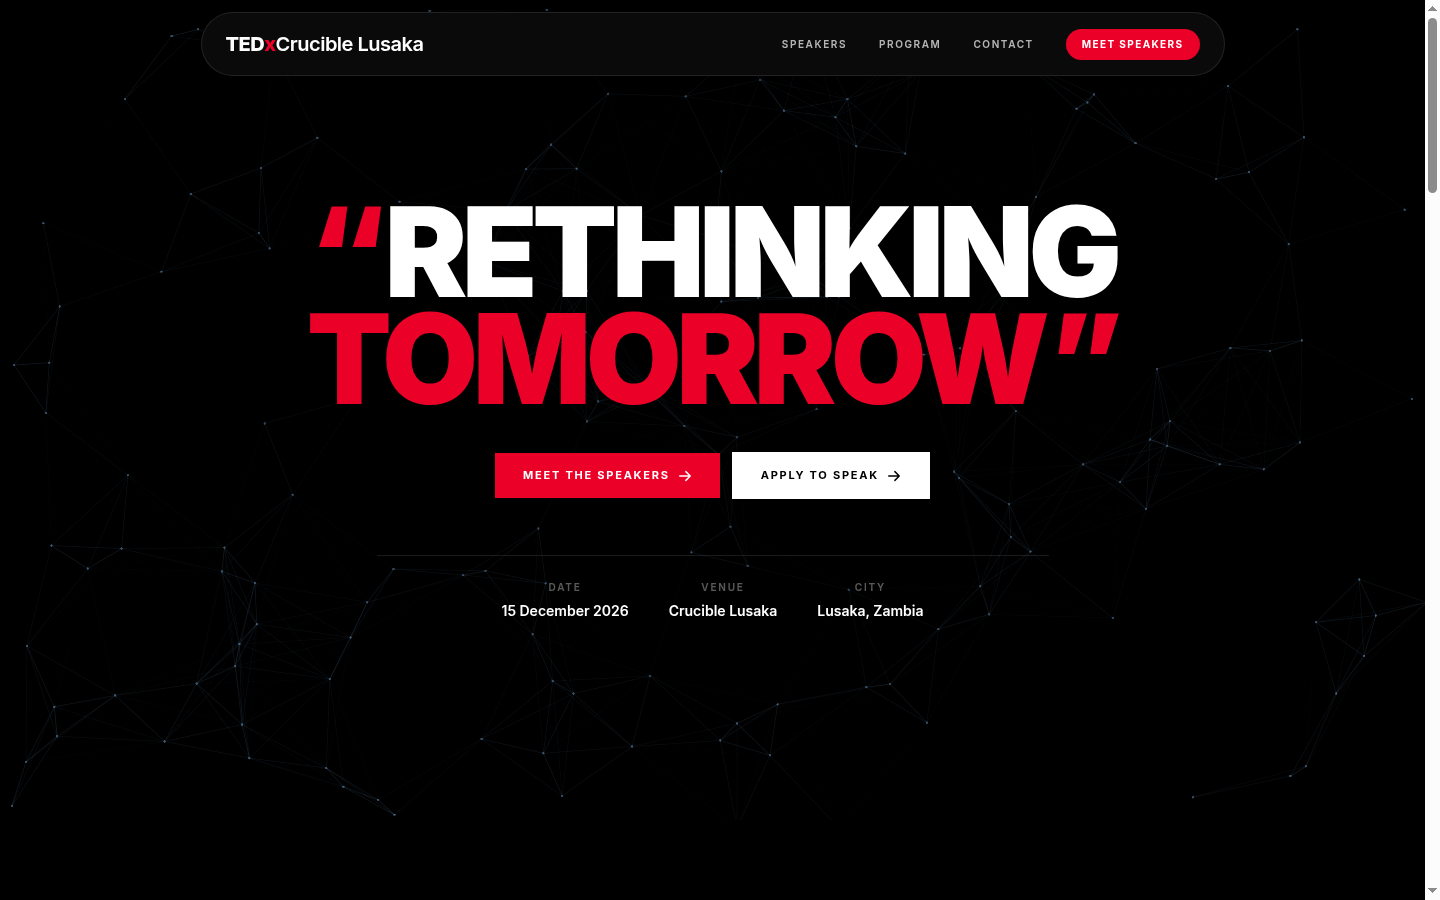 TEDxCrucible Lusaka
SPEAKERS PROGRAM CONTACT MEET SPEAKERS
“RETHINKING
TOMORROW”
MEET THE SPEAKERS → APPLY TO SPEAK →
DATE VENUE CITY
15 December 2026 Crucible Lusaka Lusaka, Zambia